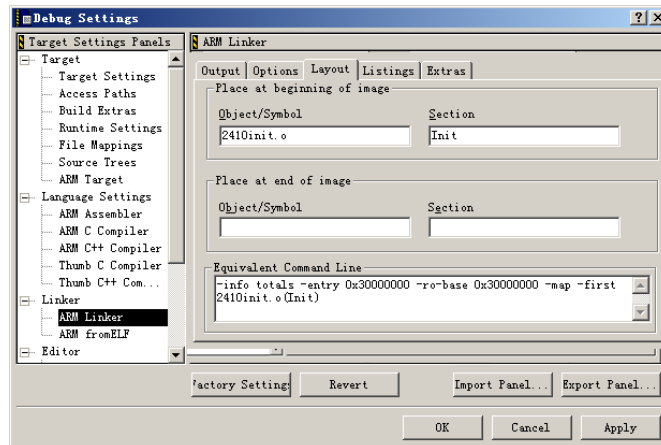 Debug Settings
Target Settings Panels
Target
Target Settings
Access Paths
Build Extras
Runtime Settings
File Mappings
Source Trees
ARM Target
Language Settings
ARM Assembler
ARM C Compiler
ARM C++ Compiler
Thumb C Compiler
Thumb C++ Com...
Linker
ARM Linker
ARM fromELF
Editor
ARM Linker
Output Options Layout Listings Extras
Place at beginning of image
Object/Symbol Section
2410init.o Init
Place at end of image
Object/Symbol Section
Equivalent Command Line
-info totals -entry 0x30000000 -ro-base 0x30000000 -map -first
2410init.o(Init)
Factory Settings Revert Import Panel... Export Panel...
OK Cancel Apply